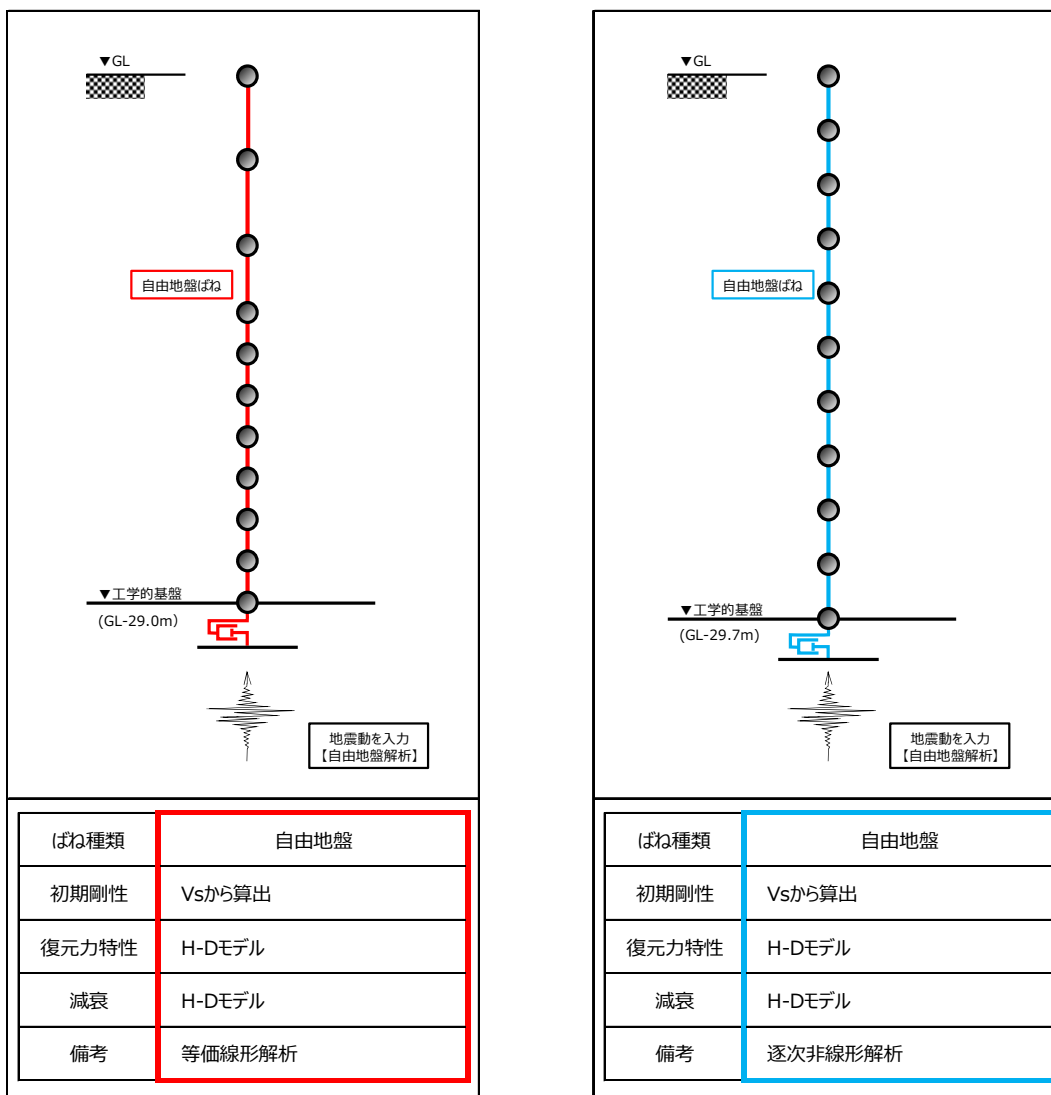 ▼GL
自由地盤ばね
▼工学的基盤
(GL-29.0m)
地震動を入力
【自由地盤解析】
ばね種類 自由地盤
初期剛性 Vsから算出
復元力特性 H-Dモデル
減衰 H-Dモデル
備考 等価線形解析
▼GL
自由地盤ばね
▼工学的基盤
(GL-29.7m)
地震動を入力
【自由地盤解析】
ばね種類 自由地盤
初期剛性 Vsから算出
復元力特性 H-Dモデル
減衰 H-Dモデル
備考 逐次非線形解析